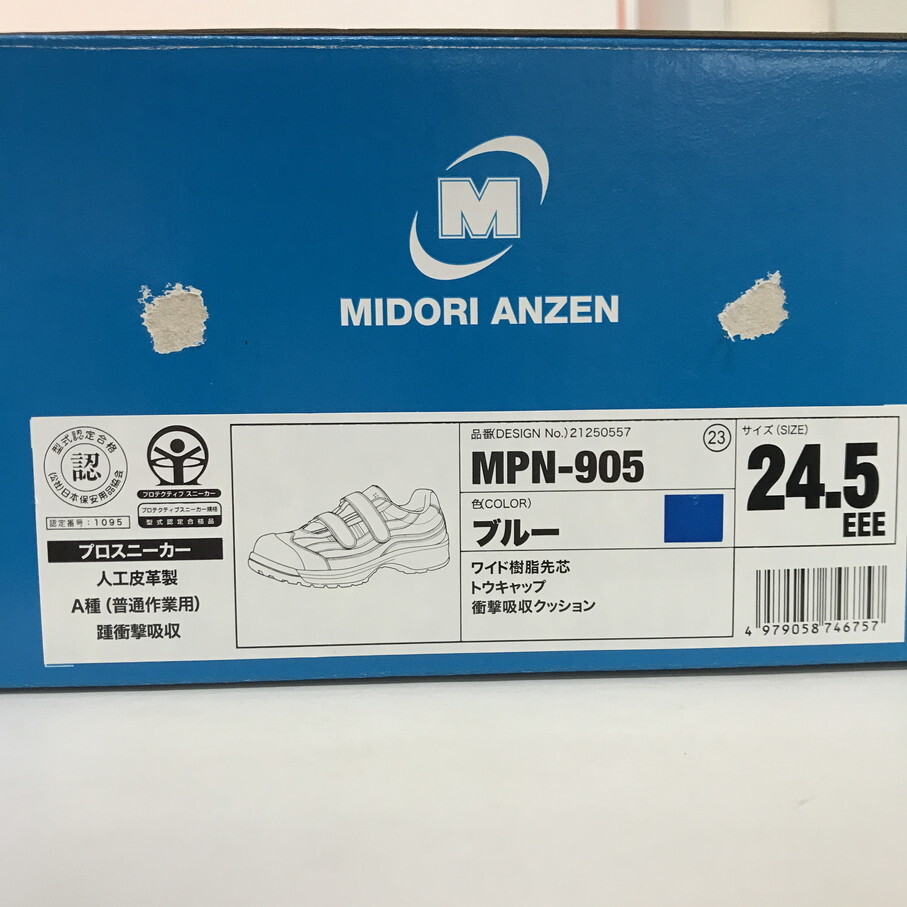 M
MIDORI ANZEN
型式認定合格
認
(公社)日本保安用品協会
認定番号：1095
プロテクティブ スニーカー
プロテクティブスニーカー規格
型式認定合格品
プロスニーカー
人工皮革製
A種（普通作業用）
踵衝撃吸収
品番(DESIGN No.)21250557
23
MPN-905
色(COLOR)
ブルー
ワイド樹脂先芯
トウキャップ
衝撃吸収クッション
サイズ(SIZE)
24.5
EEE
4 979058 746757